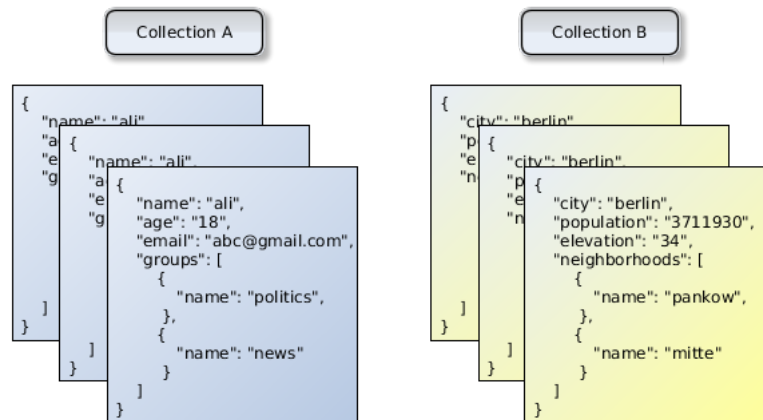 Collection A
{
"name": "ali"
"a
"e
"g
]
}
{
"name": "ali",
"a
"e
"g
]
}
{
"name": "ali",
"age": "18",
"email": "abc@gmail.com",
"groups": [
{
"name": "politics",
},
{
"name": "news"
}
]
}
Collection B
{
"city": "berlin"
"p
"e
"n
]
}
{
"city": "berlin",
"p
"e
"n
]
}
{
"city": "berlin",
"population": "3711930",
"elevation": "34",
"neighborhoods": [
{
"name": "pankow",
},
{
"name": "mitte"
}
]
}